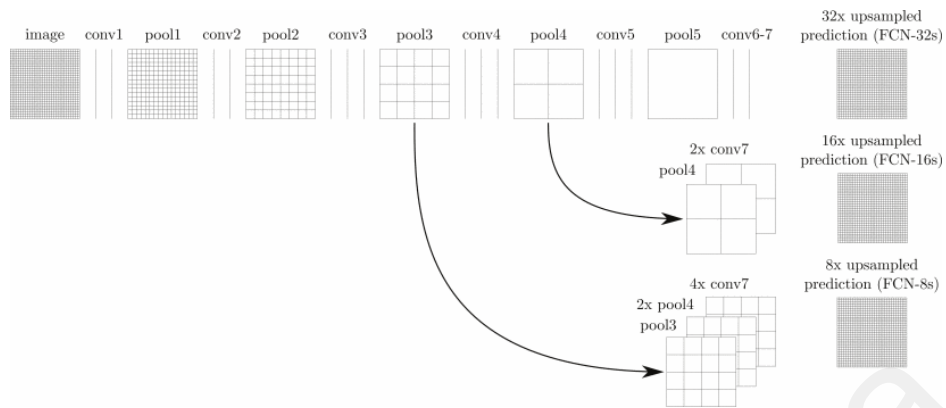 image conv1 pool1 conv2 pool2 conv3 pool3 conv4 pool4 conv5 pool5 conv6-7
32x upsampled
prediction (FCN-32s)
16x upsampled
prediction (FCN-16s)
2x conv7
pool4
8x upsampled
prediction (FCN-8s)
4x conv7
2x pool4
pool3